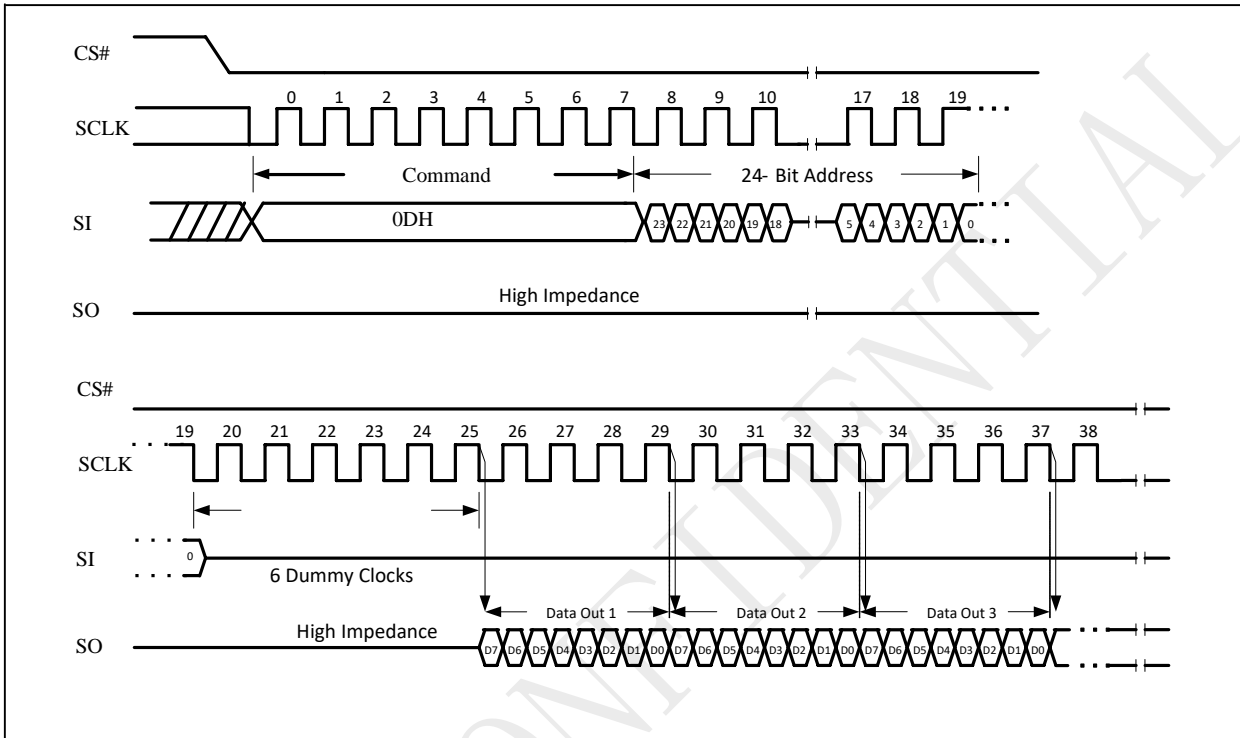 CS#
0 1 2 3 4 5 6 7 8 9 10 17 18 19
SCLK
Command 24- Bit Address
SI 0DH 23 22 21 20 19 18 5 4 3 2 1 0
High Impedance
SO
CS#
19 20 21 22 23 24 25 26 27 28 29 30 31 32 33 34 35 36 37 38
SCLK
SI 0
6 Dummy Clocks
Data Out 1 Data Out 2 Data Out 3
High Impedance
SO D7 D6 D5 D4 D3 D2 D1 D0 D7 D6 D5 D4 D3 D2 D1 D0 D7 D6 D5 D4 D3 D2 D1 D0
ONFIDENTIAL